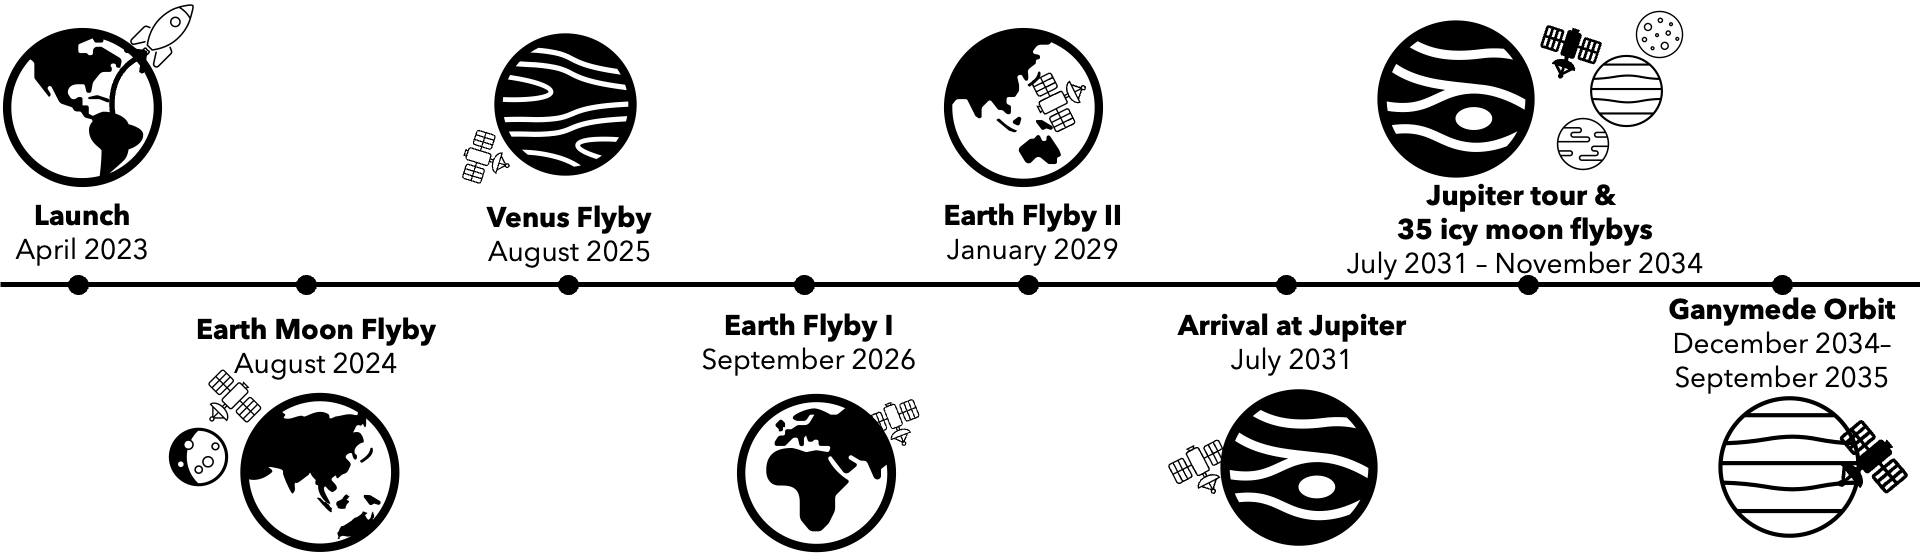 Launch
April 2023
Earth Moon Flyby
August 2024
Venus Flyby
August 2025
Earth Flyby I
September 2026
Earth Flyby II
January 2029
Arrival at Jupiter
July 2031
Jupiter tour &
35 icy moon flybys
July 2031 – November 2034
Ganymede Orbit
December 2034–
September 2035